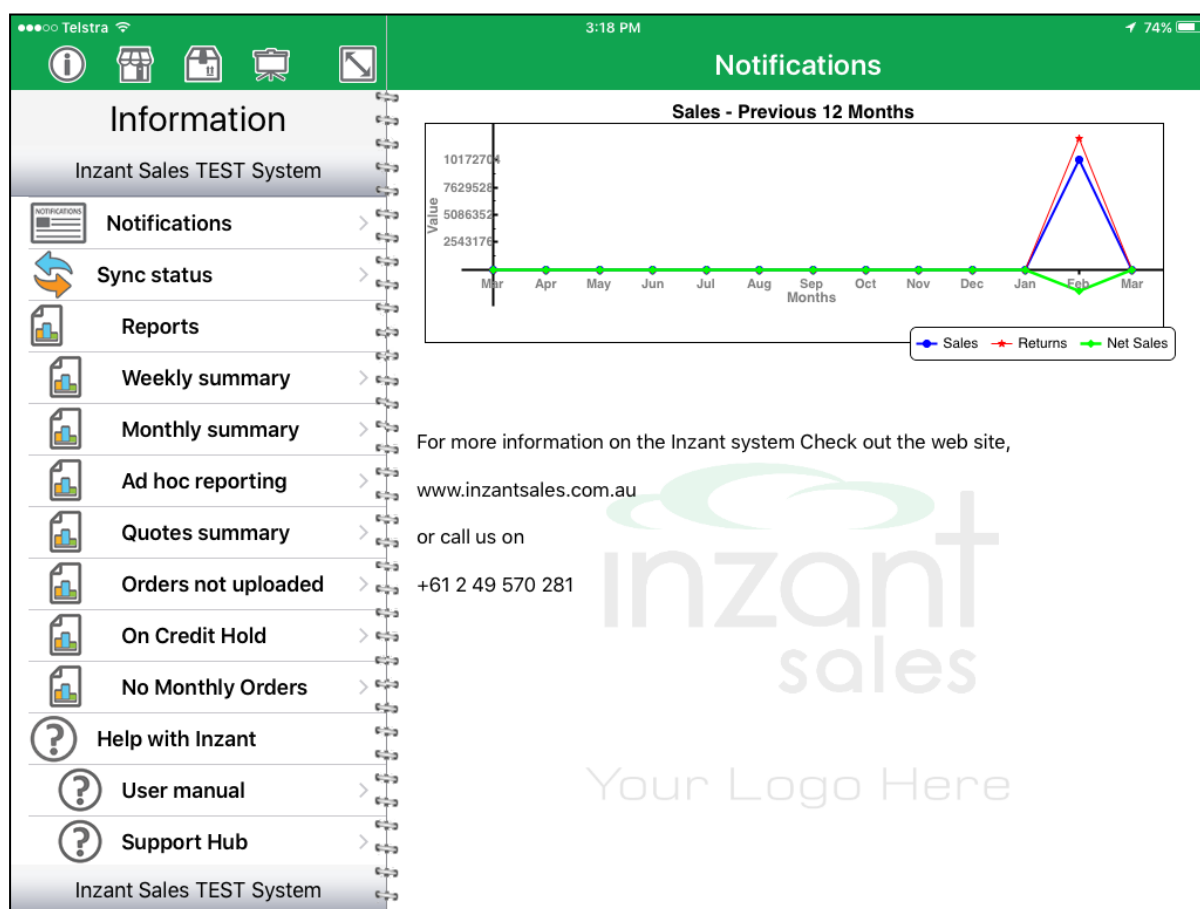 Telstra 3:18 PM 74%
Notifications
Information
Inzant Sales TEST System
NOTIFICATIONS
Notifications
Sync status
Reports
Weekly summary
Monthly summary
Ad hoc reporting
Quotes summary
Orders not uploaded
On Credit Hold
No Monthly Orders
Help with Inzant
User manual
Support Hub
Inzant Sales TEST System
Sales - Previous 12 Months
Value
10172704
7629528
5086352
2543176
Mar Apr May Jun Jul Aug Sep Oct Nov Dec Jan Feb Mar
Months
Sales Returns Net Sales
For more information on the Inzant system Check out the web site,
www.inzantsales.com.au
or call us on
+61 2 49 570 281
inzant
sales
Your Logo Here